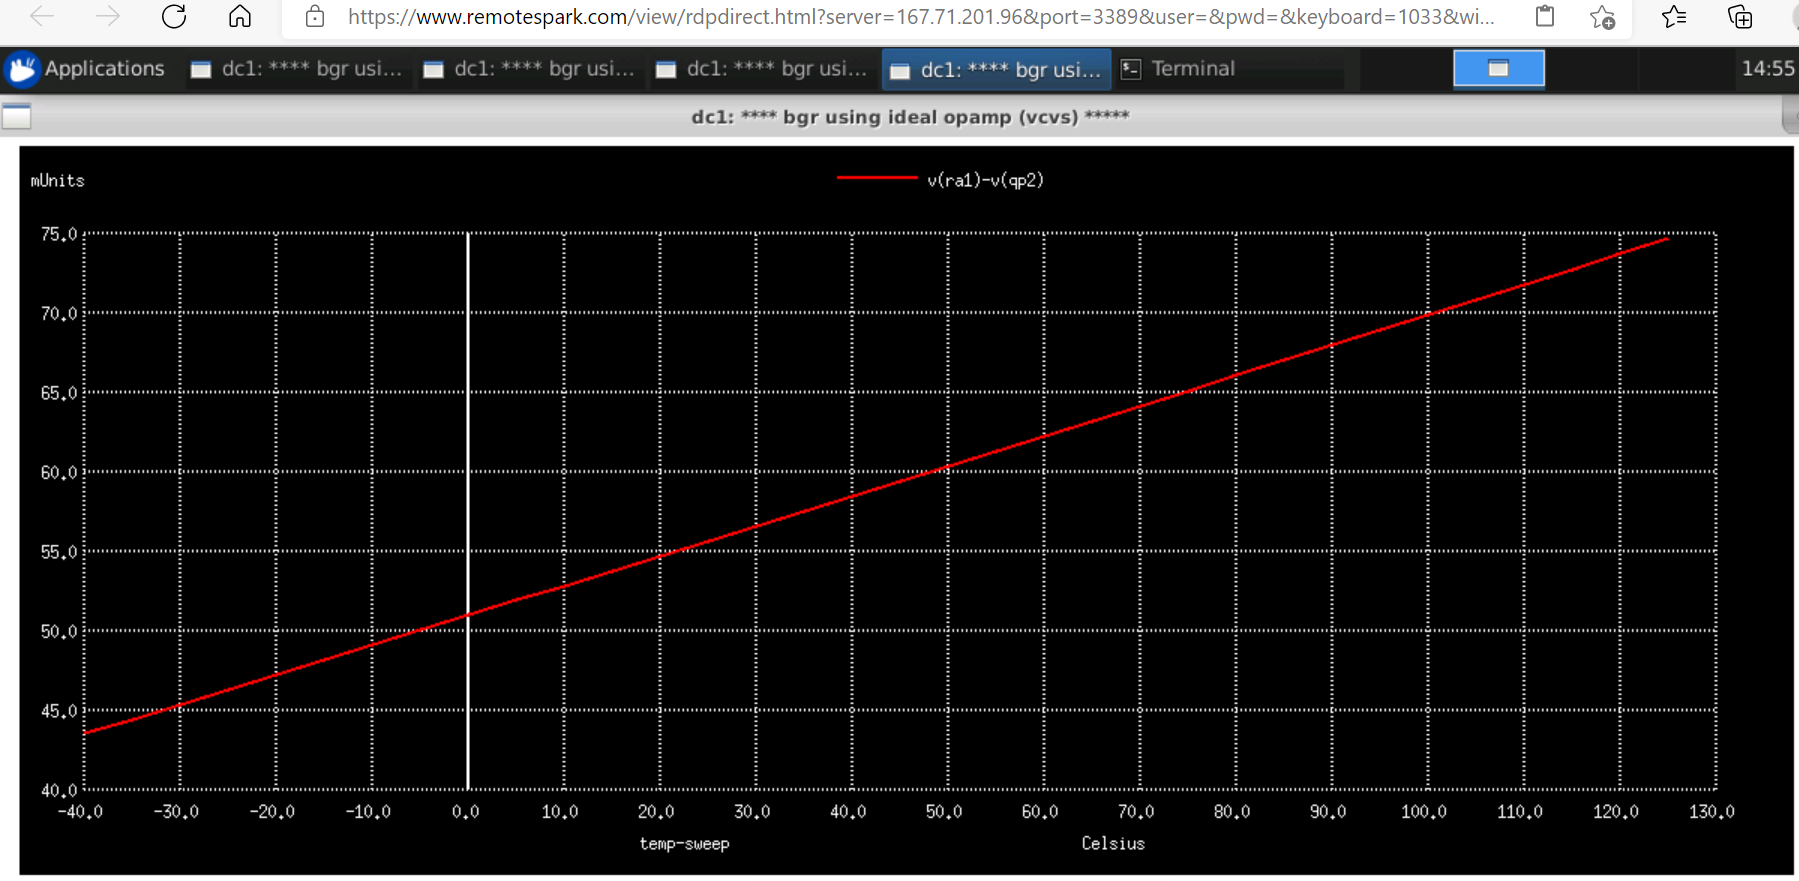 https://www.remotespark.com/view/rdpdirect.html?server=167.71.201.96&port=3389&user=&pwd=&keyboard=1033&wi...
Applications dc1: **** bgr usi... dc1: **** bgr usi... dc1: **** bgr usi... dc1: **** bgr usi... Terminal 14:55
dc1: **** bgr using ideal opamp (vcvs) *****
mUnits v(ra1)-v(qp2)
75.0
70.0
65.0
60.0
55.0
50.0
45.0
40.0
-40.0 -30.0 -20.0 -10.0 0.0 10.0 20.0 30.0 40.0 50.0 60.0 70.0 80.0 90.0 100.0 110.0 120.0 130.0
temp-sweep Celsius